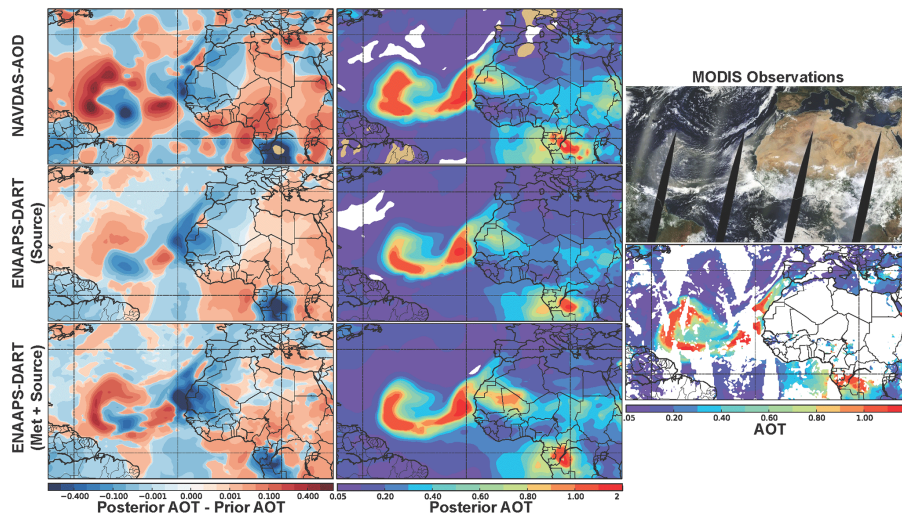 NAVDAS-AOD
ENAAPS-DART
(Source)
ENAAPS-DART
(Met + Source)
−0.400 −0.100 −0.001 0.000 0.001 0.100 0.400
Posterior AOT - Prior AOT
0.05 0.20 0.40 0.60 0.80 1.00 2
Posterior AOT
MODIS Observations
.05 0.20 0.40 0.60 0.80 1.00
AOT